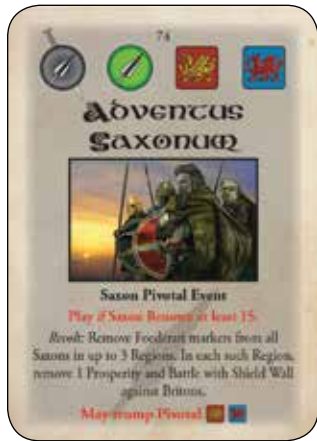 74
Adventus
Saxonum
Saxon Pivotal Event
Play if Saxon Renown at least 15.
Revolt: Remove Foederati markers from all
Saxons in up to 3 Regions. In each such Region,
remove 1 Prosperity and Battle with Shield Wall
against Britons.
May trump Pivotal